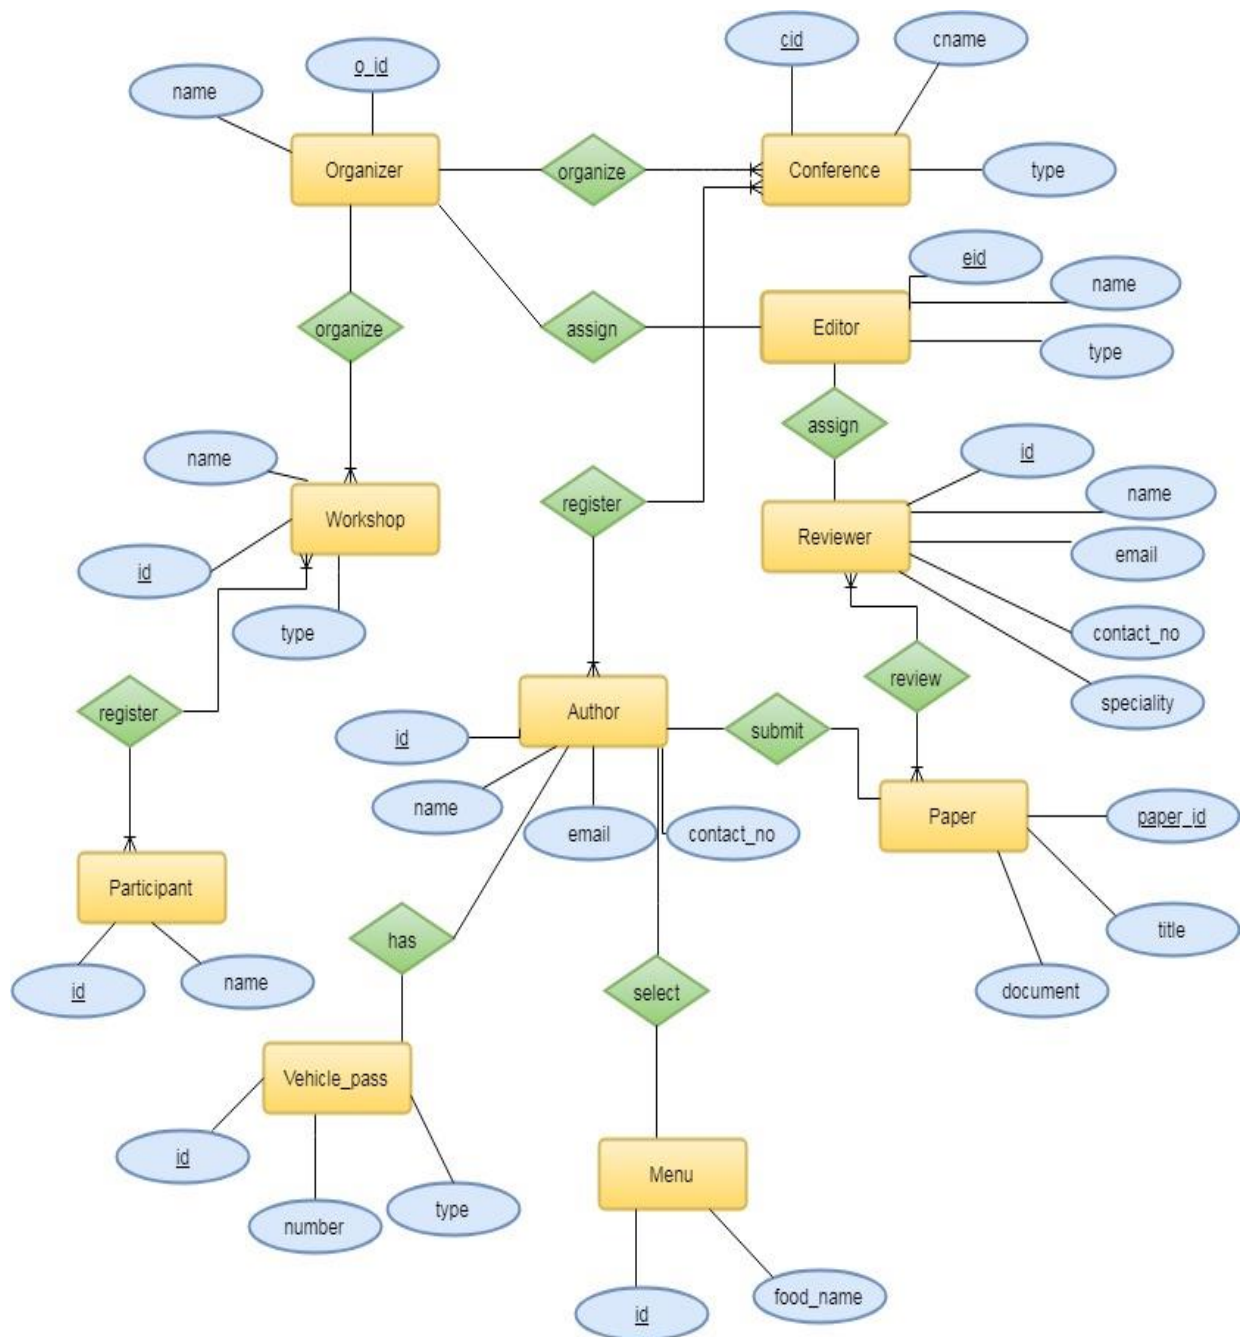 cid
cname
o_id
name
Organizer
organize
Conference
type
eid
name
organize
assign
Editor
type
assign
name
id
name
register
Workshop
Reviewer
email
id
type
contact_no
review
speciality
register
Author
submit
id
name
email
contact_no
Paper
paper_id
Participant
title
has
id
name
select
document
Vehicle_pass
id
Menu
number
type
id
food_name